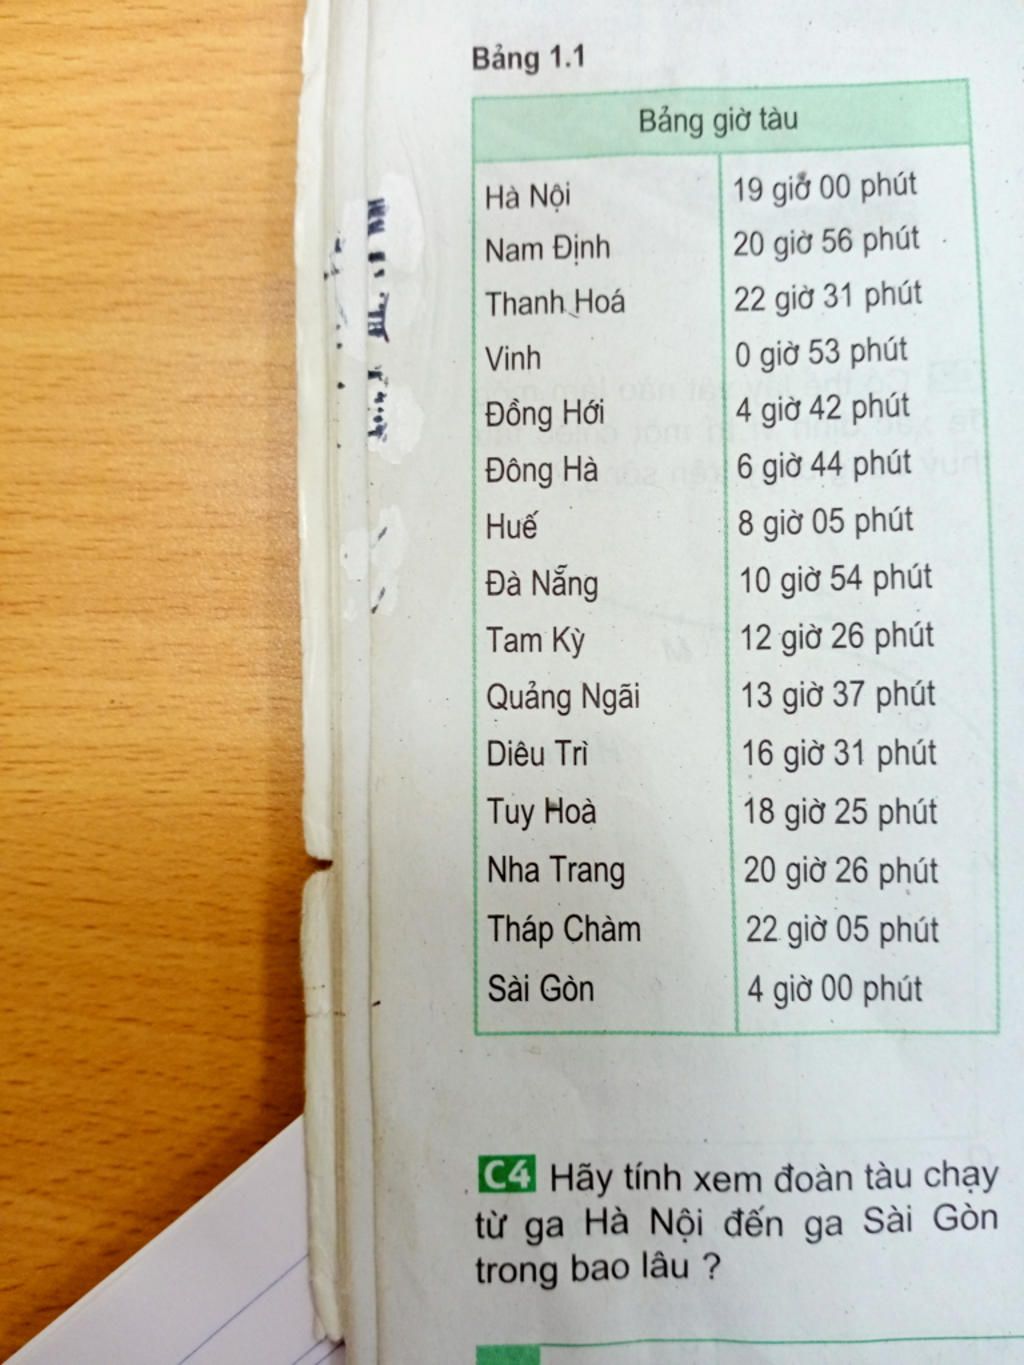 Bảng 1.1
Bảng giờ tàu
Hà Nội 19 giờ 00 phút
Nam Định 20 giờ 56 phút
Thanh Hoá 22 giờ 31 phút
Vinh 0 giờ 53 phút
Đồng Hới 4 giờ 42 phút
Đông Hà 6 giờ 44 phút
Huế 8 giờ 05 phút
Đà Nẵng 10 giờ 54 phút
Tam Kỳ 12 giờ 26 phút
Quảng Ngãi 13 giờ 37 phút
Diêu Trì 16 giờ 31 phút
Tuy Hoà 18 giờ 25 phút
Nha Trang 20 giờ 26 phút
Tháp Chàm 22 giờ 05 phút
Sài Gòn 4 giờ 00 phút
C4 Hãy tính xem đoàn tàu chạy
từ ga Hà Nội đến ga Sài Gòn
trong bao lâu ?